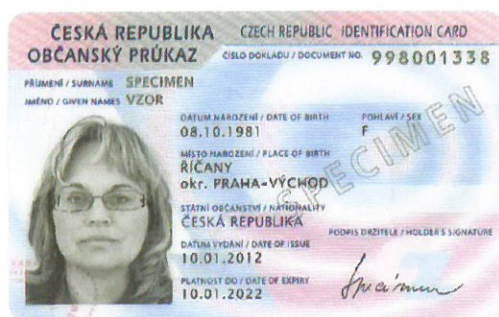 ČESKÁ REPUBLIKA CZECH REPUBLIC IDENTIFICATION CARD
OBČANSKÝ PRŮKAZ ČÍSLO DOKLADU / DOCUMENT NO. 998001338
PŘÍJMENÍ / SURNAME SPECIMEN
JMÉNO / GIVEN NAMES VZOR
DATUM NAROZENÍ / DATE OF BIRTH POHLAVÍ / SEX
08.10.1981 F
MÍSTO NAROZENÍ / PLACE OF BIRTH
ŘÍČANY
okr. PRAHA-VÝCHOD
SPECIMEN
STÁTNÍ OBČANSTVÍ / NATIONALITY
ČESKÁ REPUBLIKA
DATUM VYDÁNÍ / DATE OF ISSUE PODPIS DRŽITELE / HOLDER'S SIGNATURE
10.01.2012
PLATNOST DO / DATE OF EXPIRY
10.01.2022 Specimen